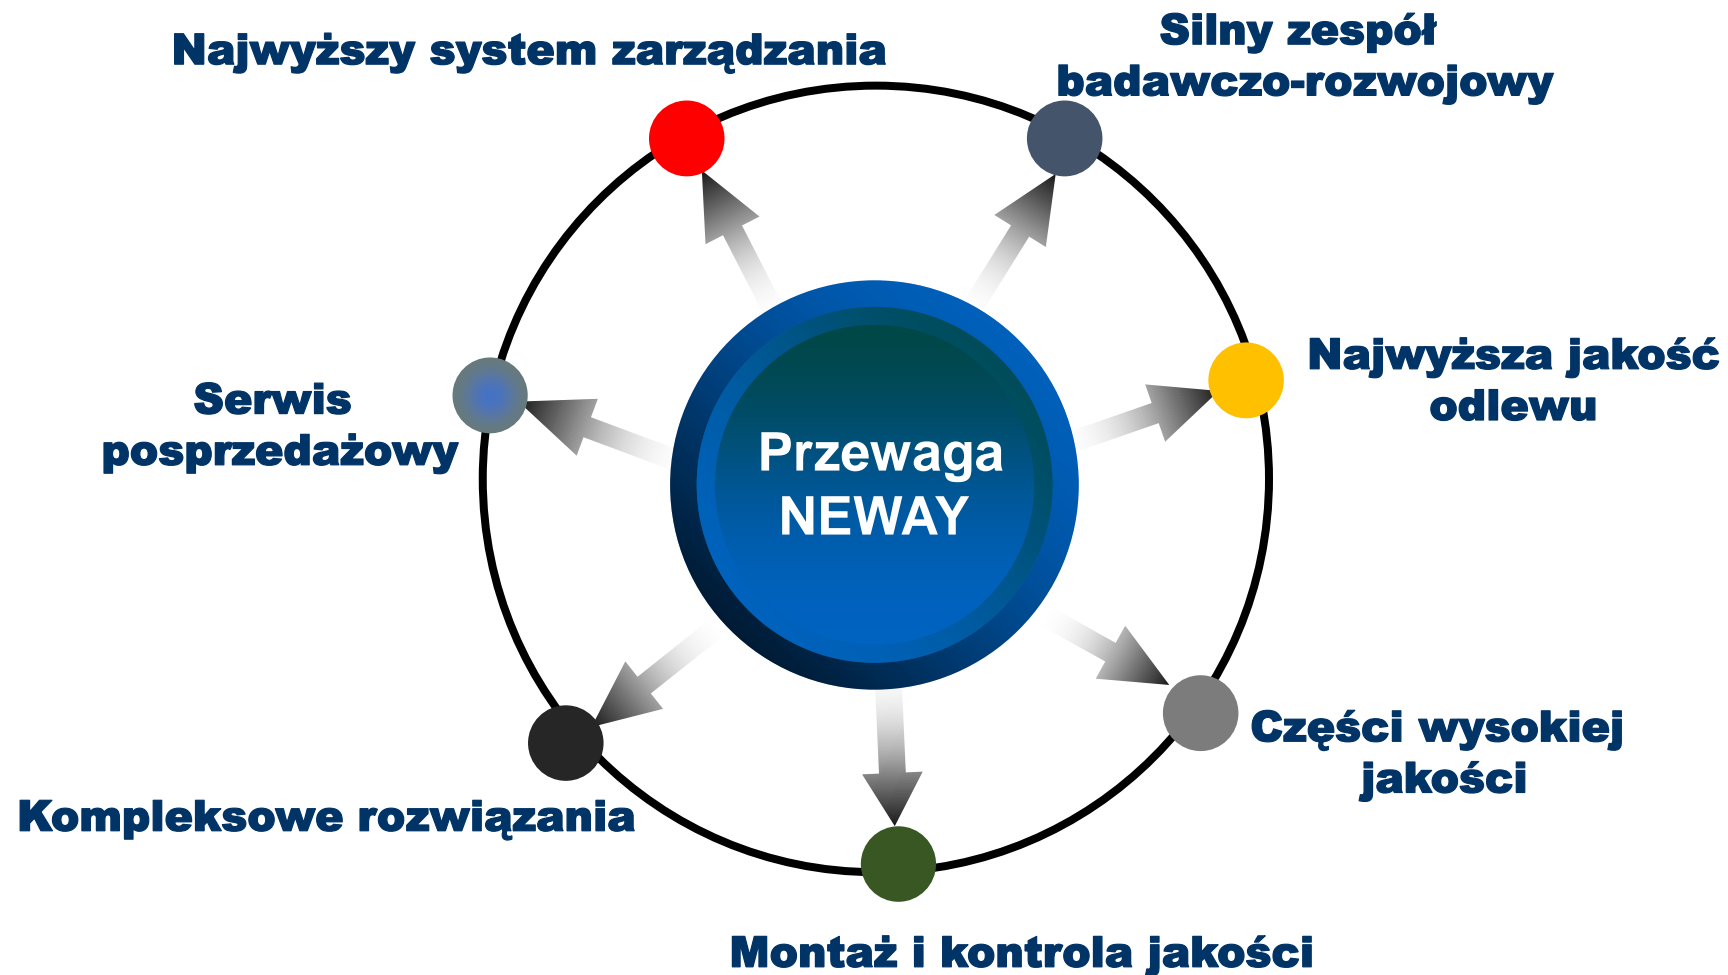 Najwyższy system zarządzania
Silny zespół
badawczo-rozwojowy
Najwyższa jakość
odlewu
Serwis
posprzedażowy
Przewaga
NEWAY
Części wysokiej
jakości
Kompleksowe rozwiązania
Montaż i kontrola jakości